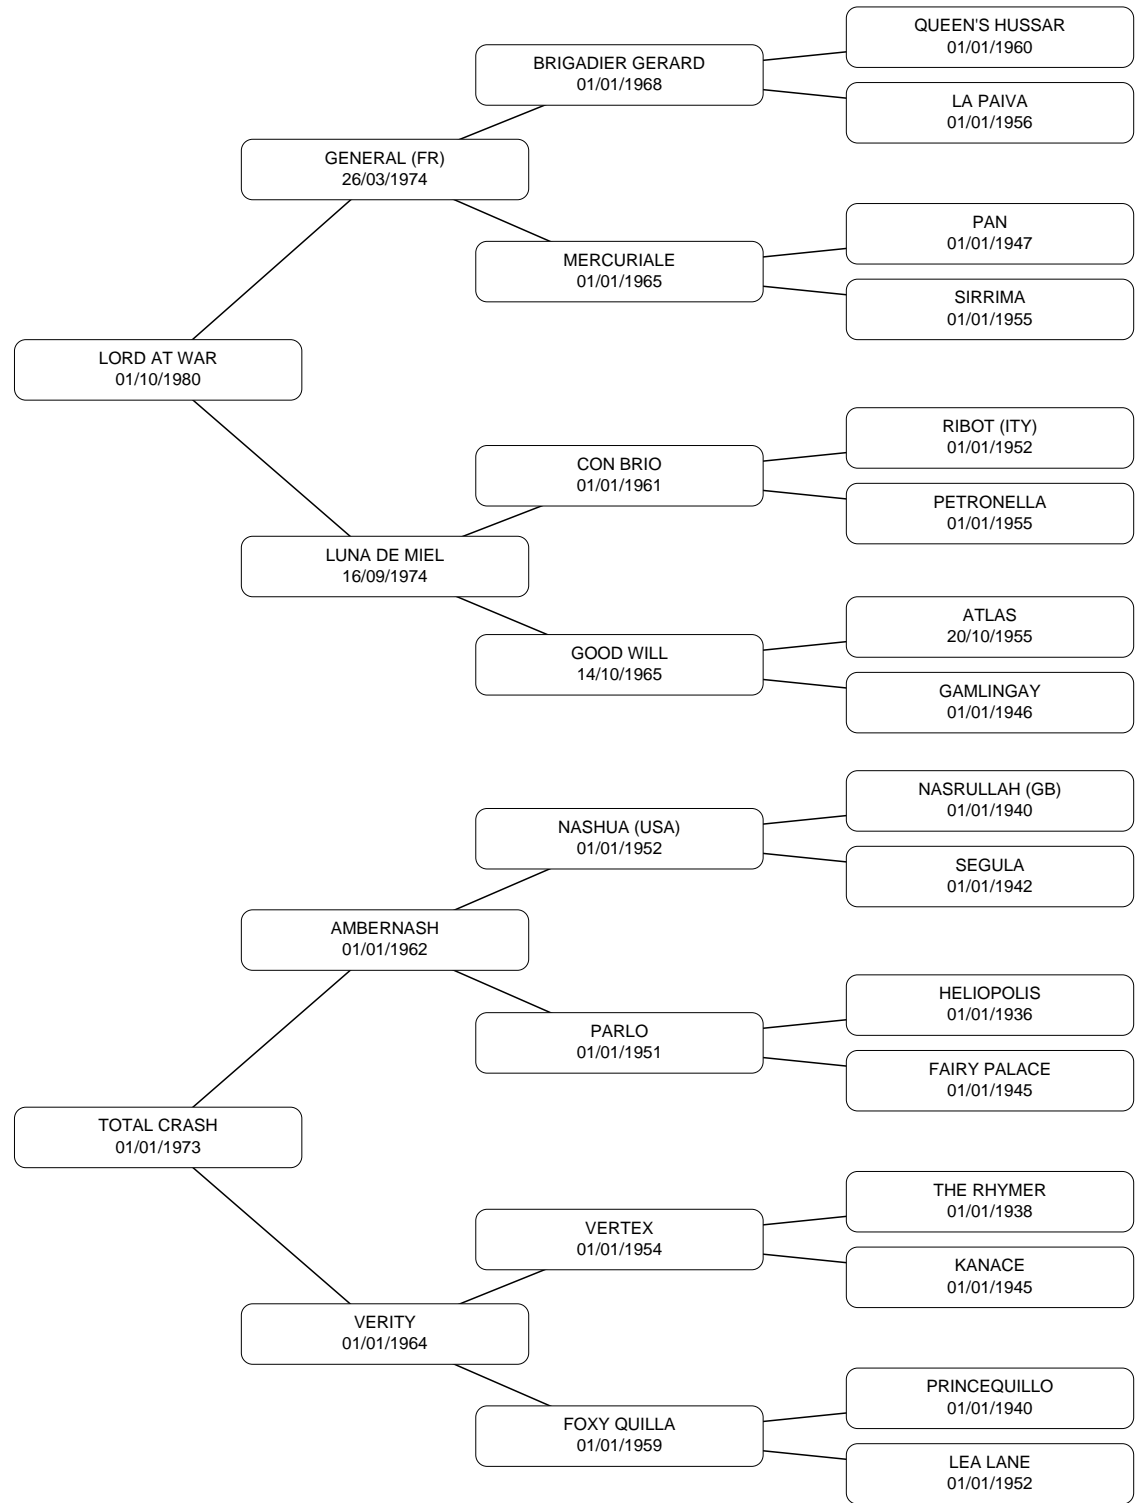 QUEEN'S HUSSAR
01/01/1960
BRIGADIER GERARD
01/01/1968
LA PAIVA
01/01/1956
GENERAL (FR)
26/03/1974
PAN
01/01/1947
MERCURIALE
01/01/1965
SIRRIMA
01/01/1955
LORD AT WAR
01/10/1980
RIBOT (ITY)
01/01/1952
CON BRIO
01/01/1961
PETRONELLA
01/01/1955
LUNA DE MIEL
16/09/1974
ATLAS
20/10/1955
GOOD WILL
14/10/1965
GAMLINGAY
01/01/1946
NASRULLAH (GB)
01/01/1940
NASHUA (USA)
01/01/1952
SEGULA
01/01/1942
AMBERNASH
01/01/1962
HELIOPOLIS
01/01/1936
PARLO
01/01/1951
FAIRY PALACE
01/01/1945
TOTAL CRASH
01/01/1973
THE RHYMER
01/01/1938
VERTEX
01/01/1954
KANACE
01/01/1945
VERITY
01/01/1964
PRINCEQUILLO
01/01/1940
FOXY QUILLA
01/01/1959
LEA LANE
01/01/1952